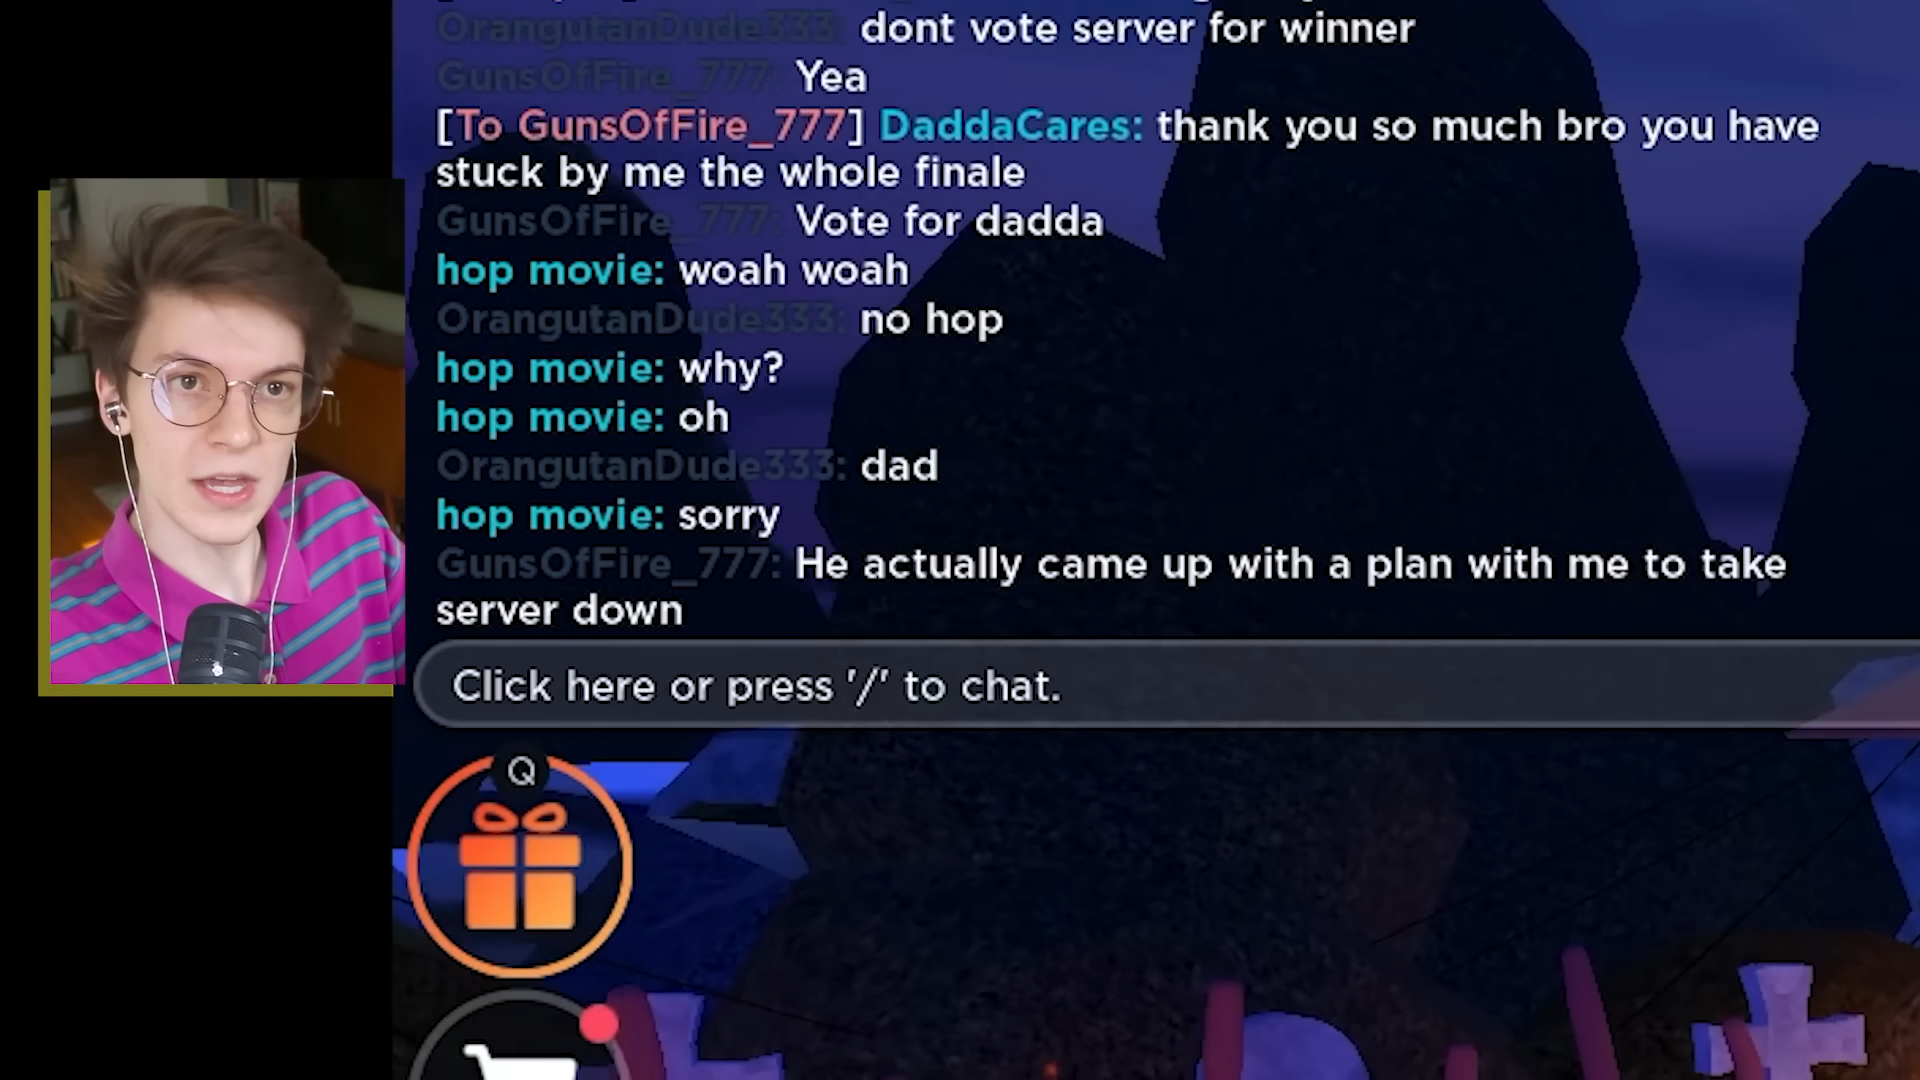 OrangutanDude333: dont vote server for winner
GunsOfFire_777: Yea
[To GunsOfFire_777] DaddaCares: thank you so much bro you have
stuck by me the whole finale
GunsOfFire_777: Vote for dadda
hop movie: woah woah
OrangutanDude333: no hop
hop movie: why?
hop movie: oh
OrangutanDude333: dad
hop movie: sorry
GunsOfFire_777: He actually came up with a plan with me to take
server down
Click here or press '/' to chat.
Q